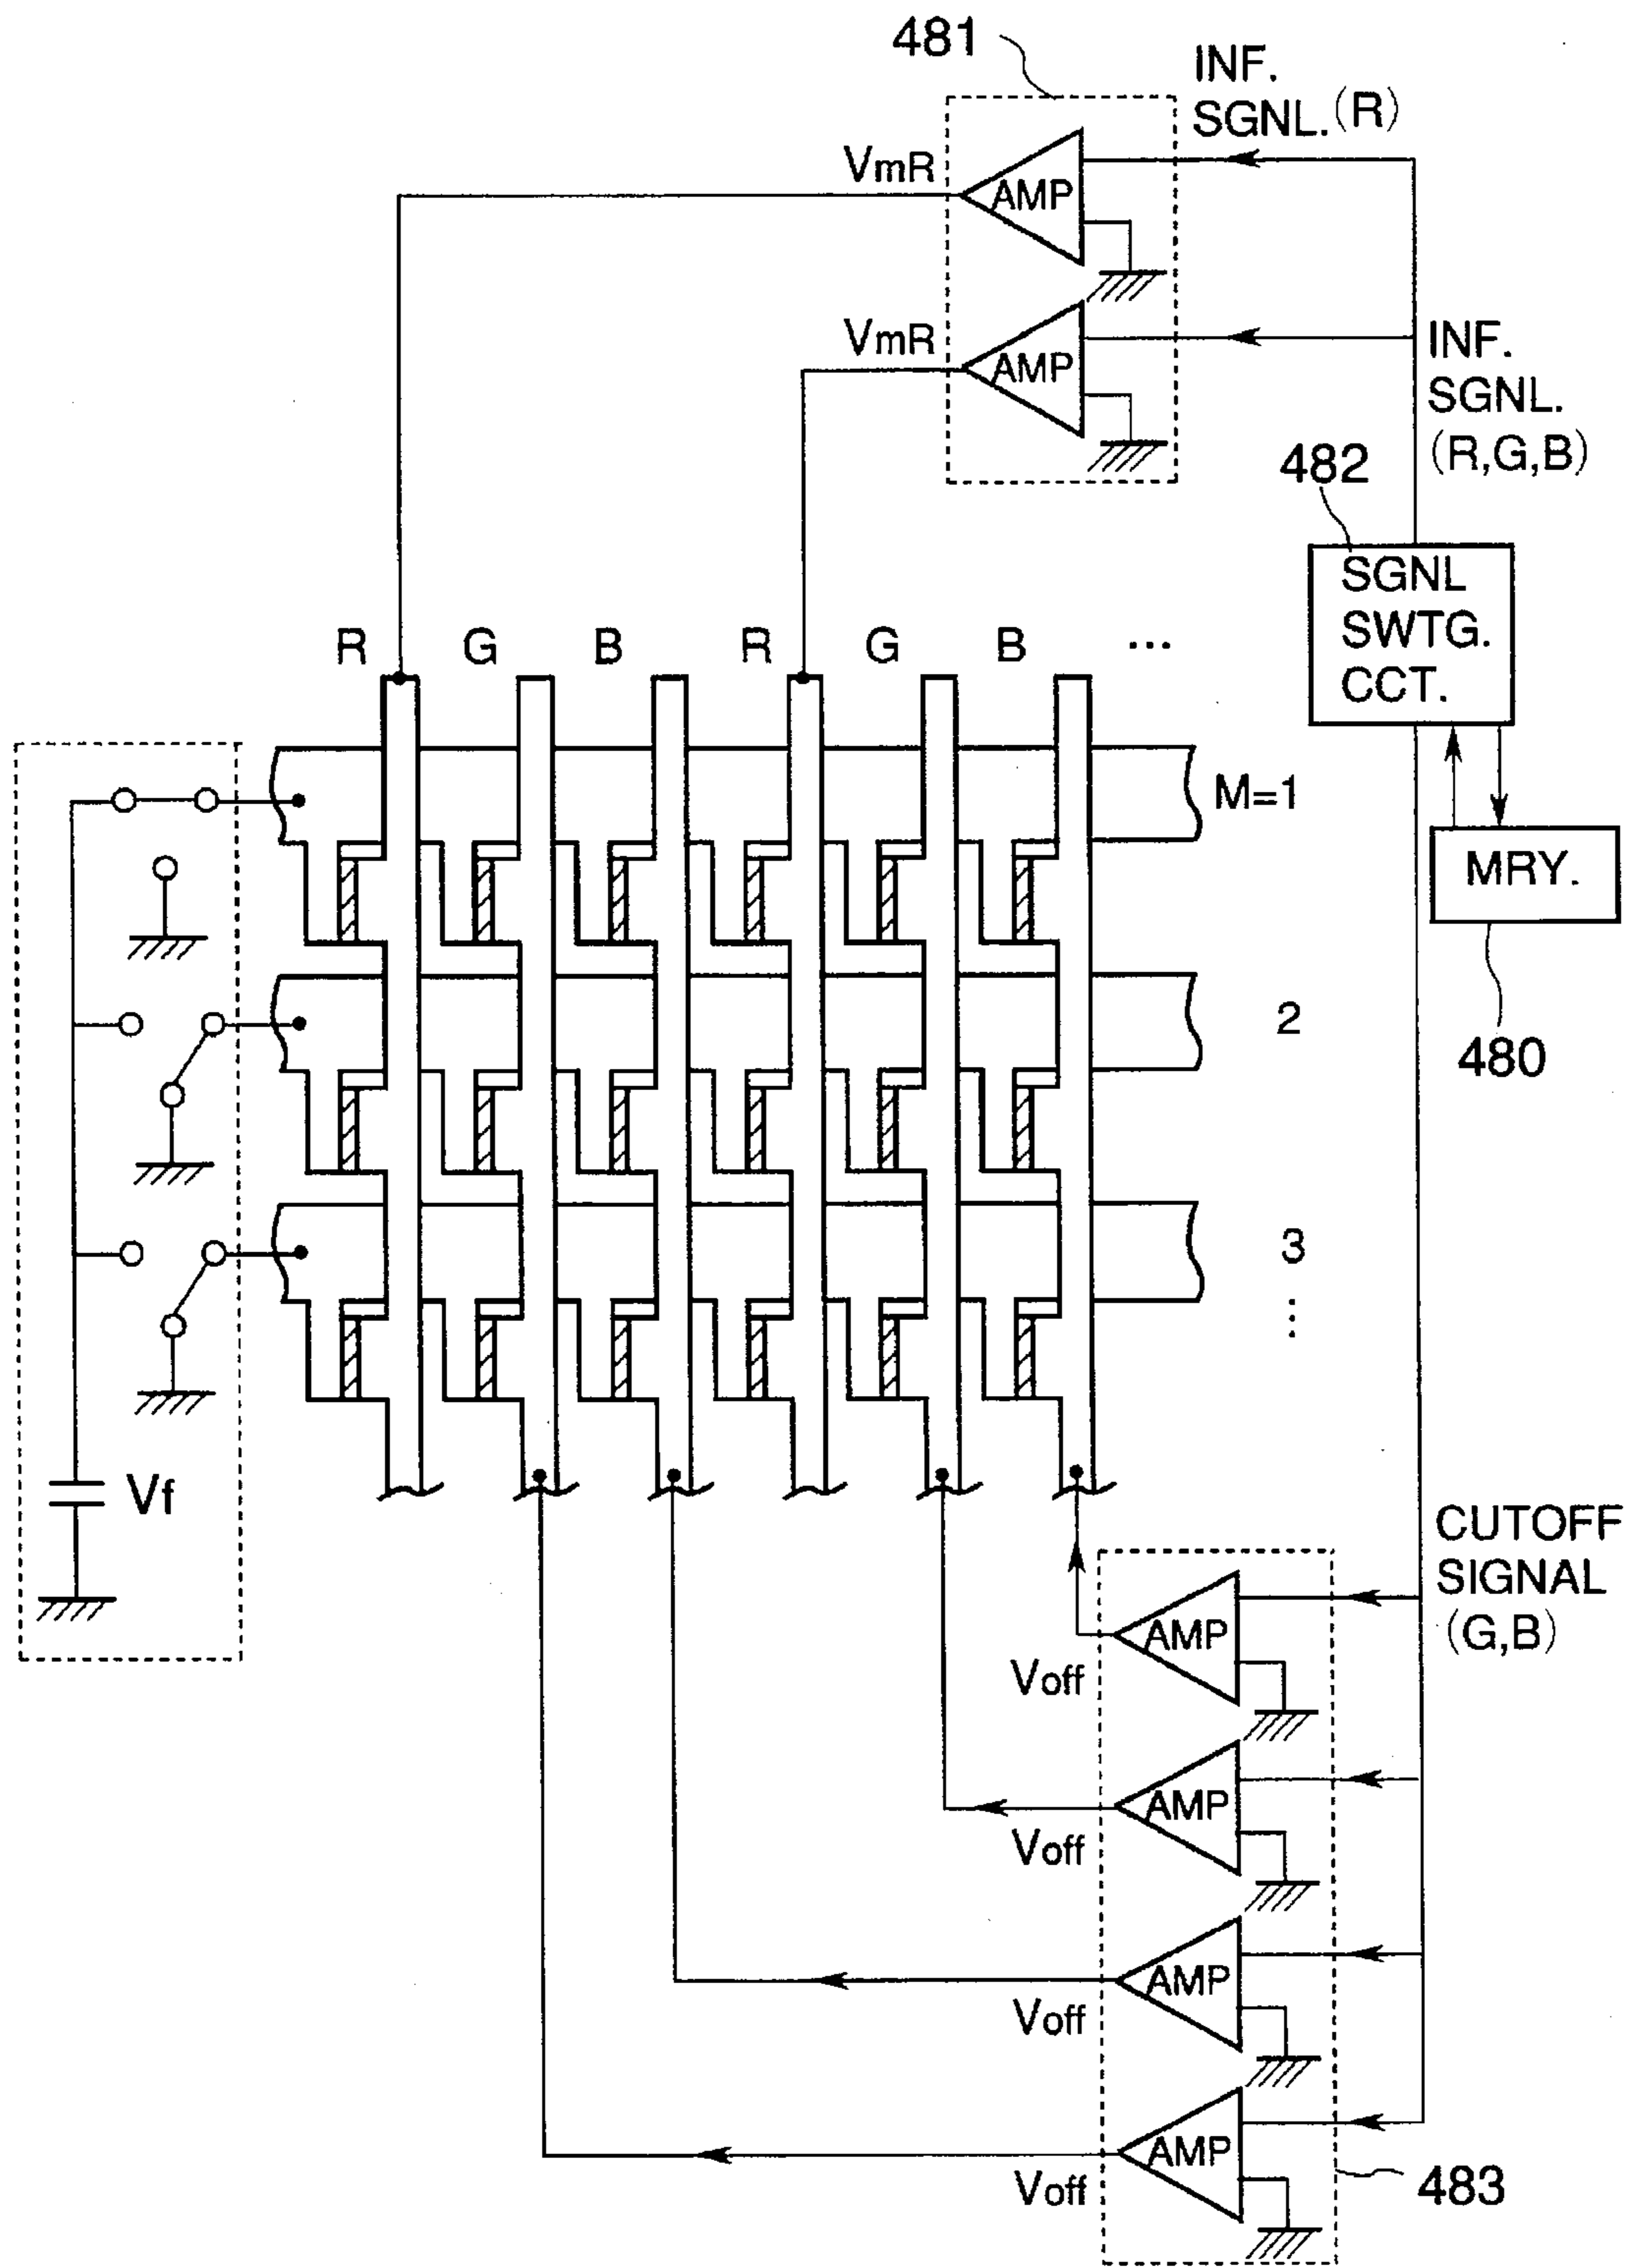 481
INF.
SGNL. (R)
VmR
AMP
VmR
AMP
INF.
SGNL.
(R,G,B)
482
SGNL
SWTG.
CCT.
R G B R G B ...
M=1
MRY.
2
480
3
⋮
Vf
CUTOFF
SIGNAL
(G,B)
AMP
Voff
AMP
Voff
AMP
Voff
AMP
Voff
483